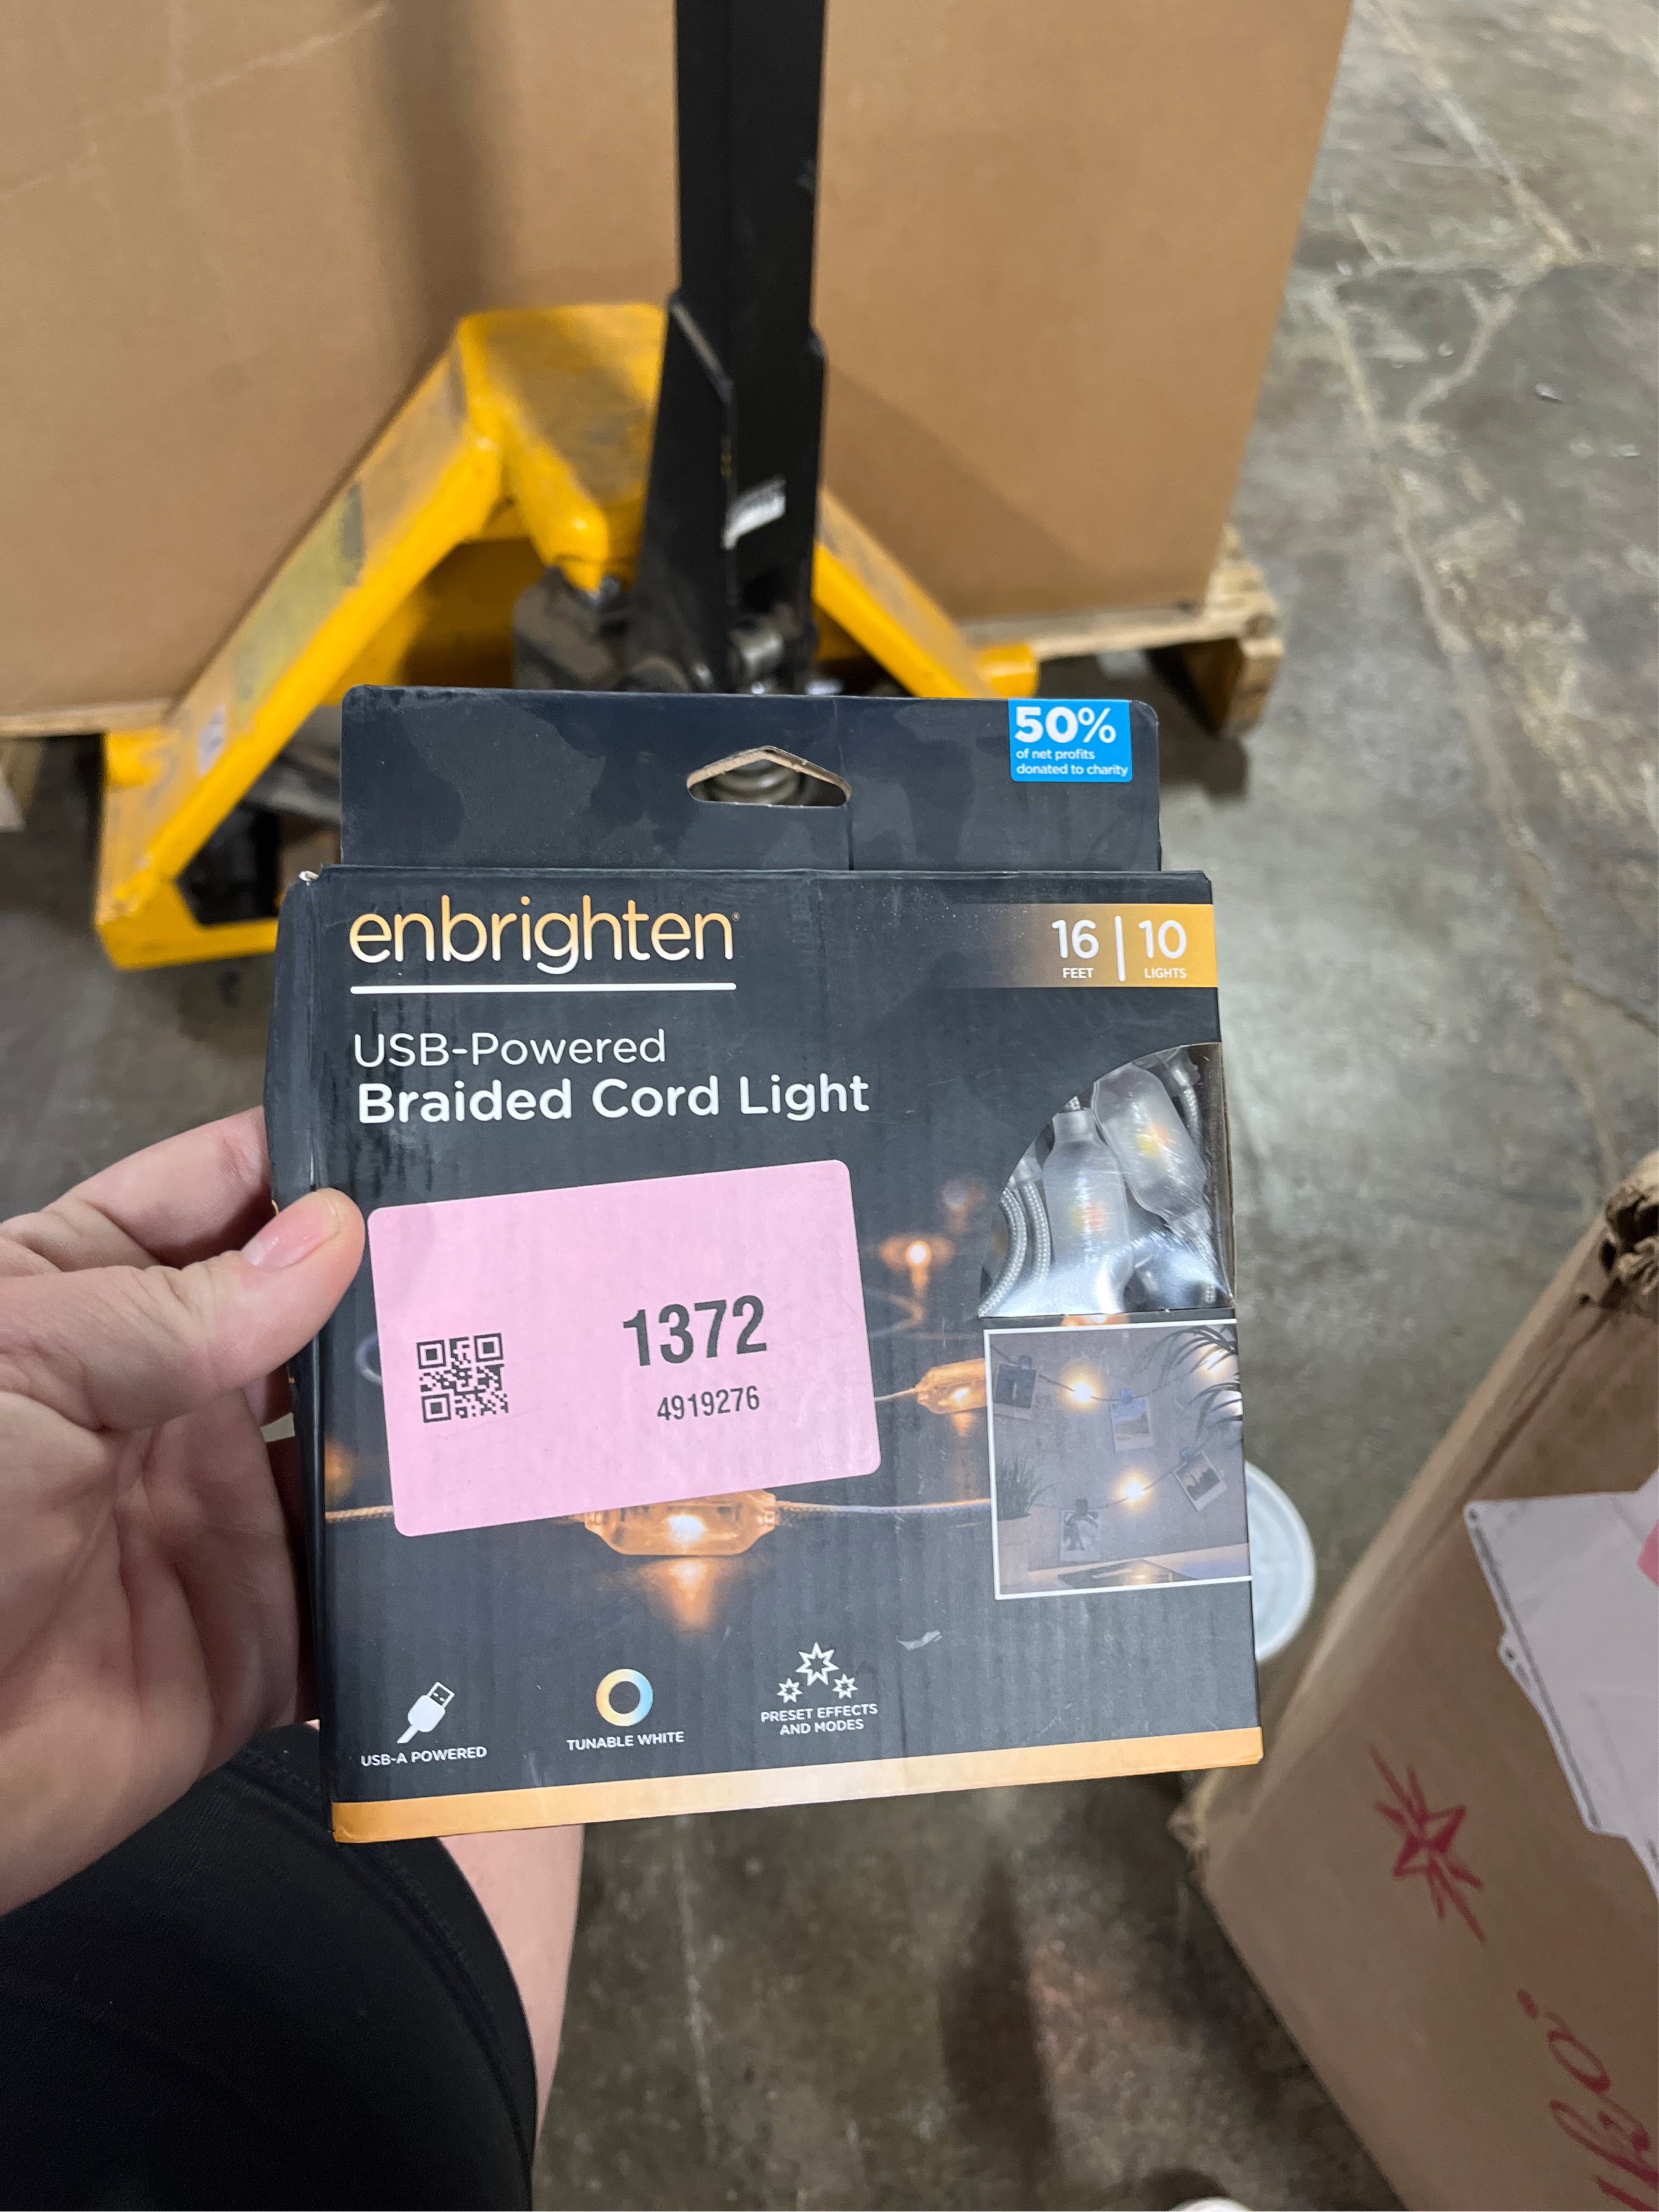 50%
of net profits
donated to charity
enbrighten®
16 | 10
FEET LIGHTS
USB-Powered
Braided Cord Light
1372
4919276
USB-A POWERED
TUNABLE WHITE
PRESET EFFECTS
AND MODES